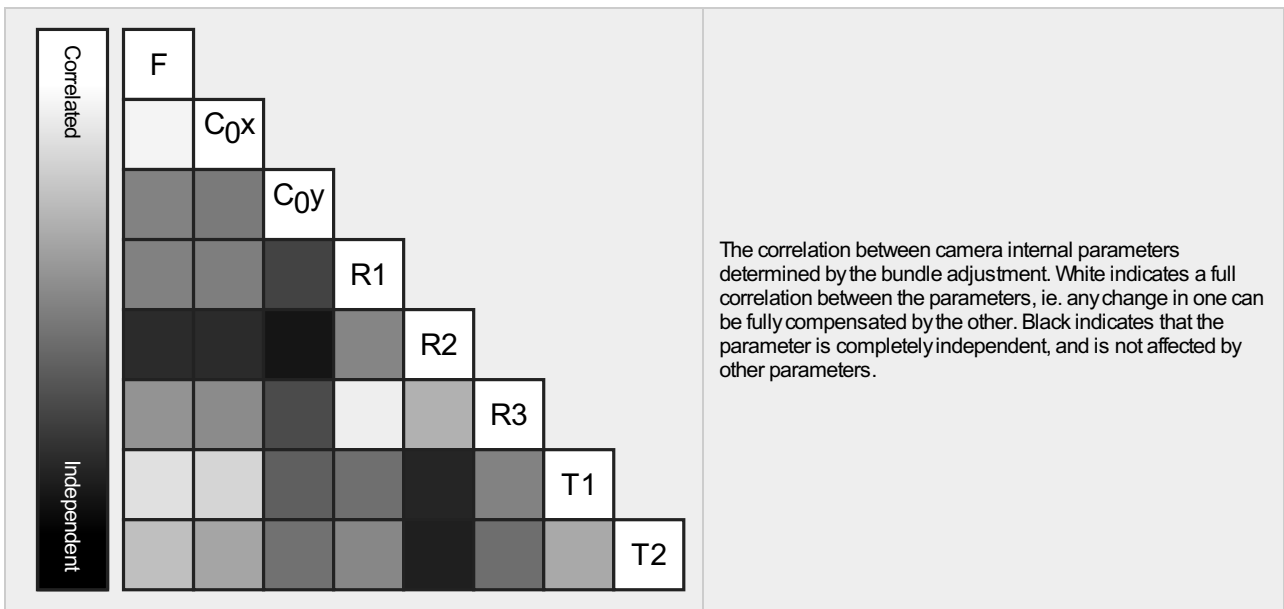 Correlated
Independent
F
C0x
C0y
R1
R2
R3
T1
T2
The correlation between camera internal parameters
determined by the bundle adjustment. White indicates a full
correlation between the parameters, ie. any change in one can
be fully compensated by the other. Black indicates that the
parameter is completely independent, and is not affected by
other parameters.